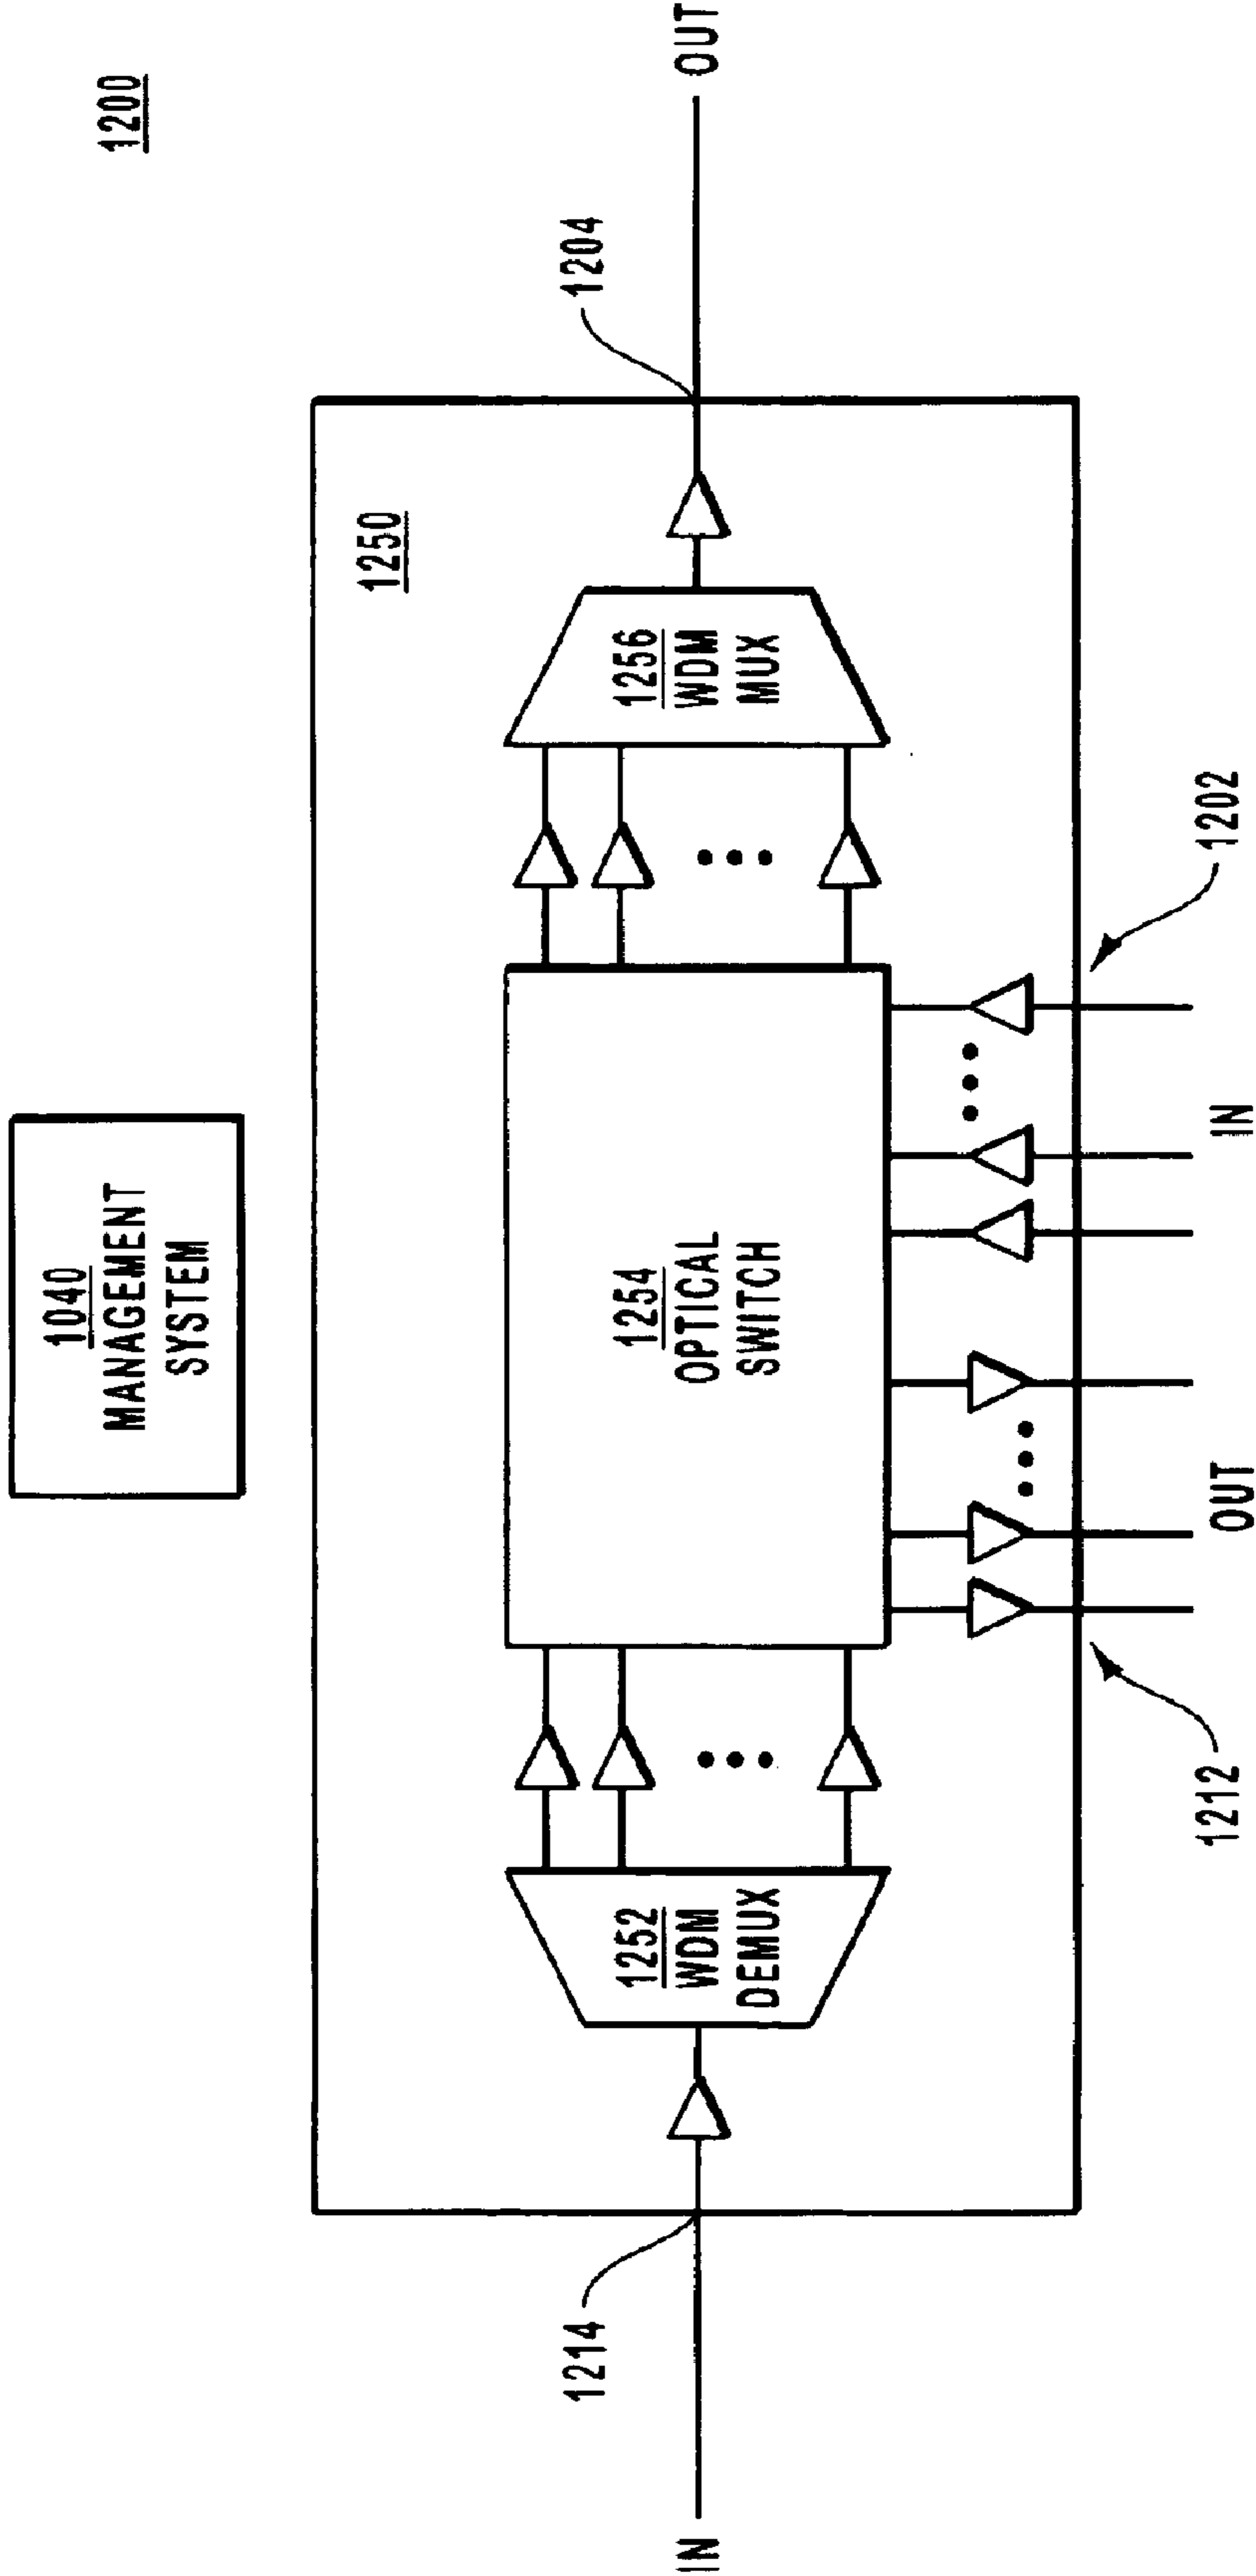 1200
1040
MANAGEMENT
SYSTEM
1250
1214
1204
IN
1252
WDM
DEMUX
1254
OPTICAL
SWITCH
1256
WDM
MUX
OUT
1212
OUT
IN
1202